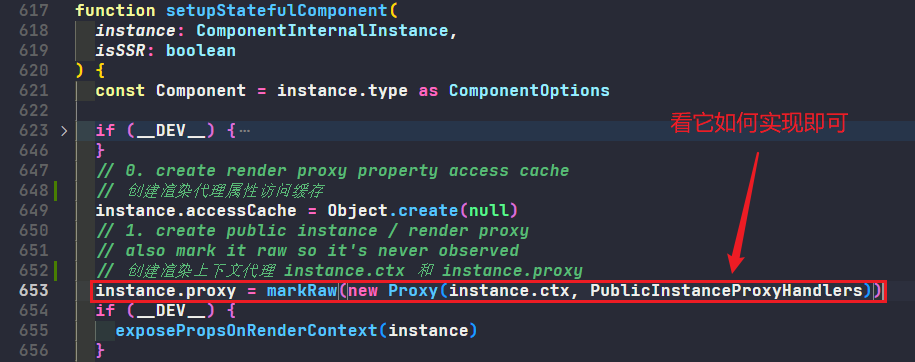 617 function setupStatefulComponent(
618 instance: ComponentInternalInstance,
619 isSSR: boolean
620 ) {
621 const Component = instance.type as ComponentOptions
622
623 > if (__DEV__) {⋯
646 }
看它如何实现即可
647 // 0. create render proxy property access cache
648 // 创建渲染代理属性访问缓存
649 instance.accessCache = Object.create(null)
650 // 1. create public instance / render proxy
651 // also mark it raw so it's never observed
652 // 创建渲染上下文代理 instance.ctx 和 instance.proxy
653 instance.proxy = markRaw(new Proxy(instance.ctx, PublicInstanceProxyHandlers))
654 if (__DEV__) {
655 exposePropsOnRenderContext(instance)
656 }